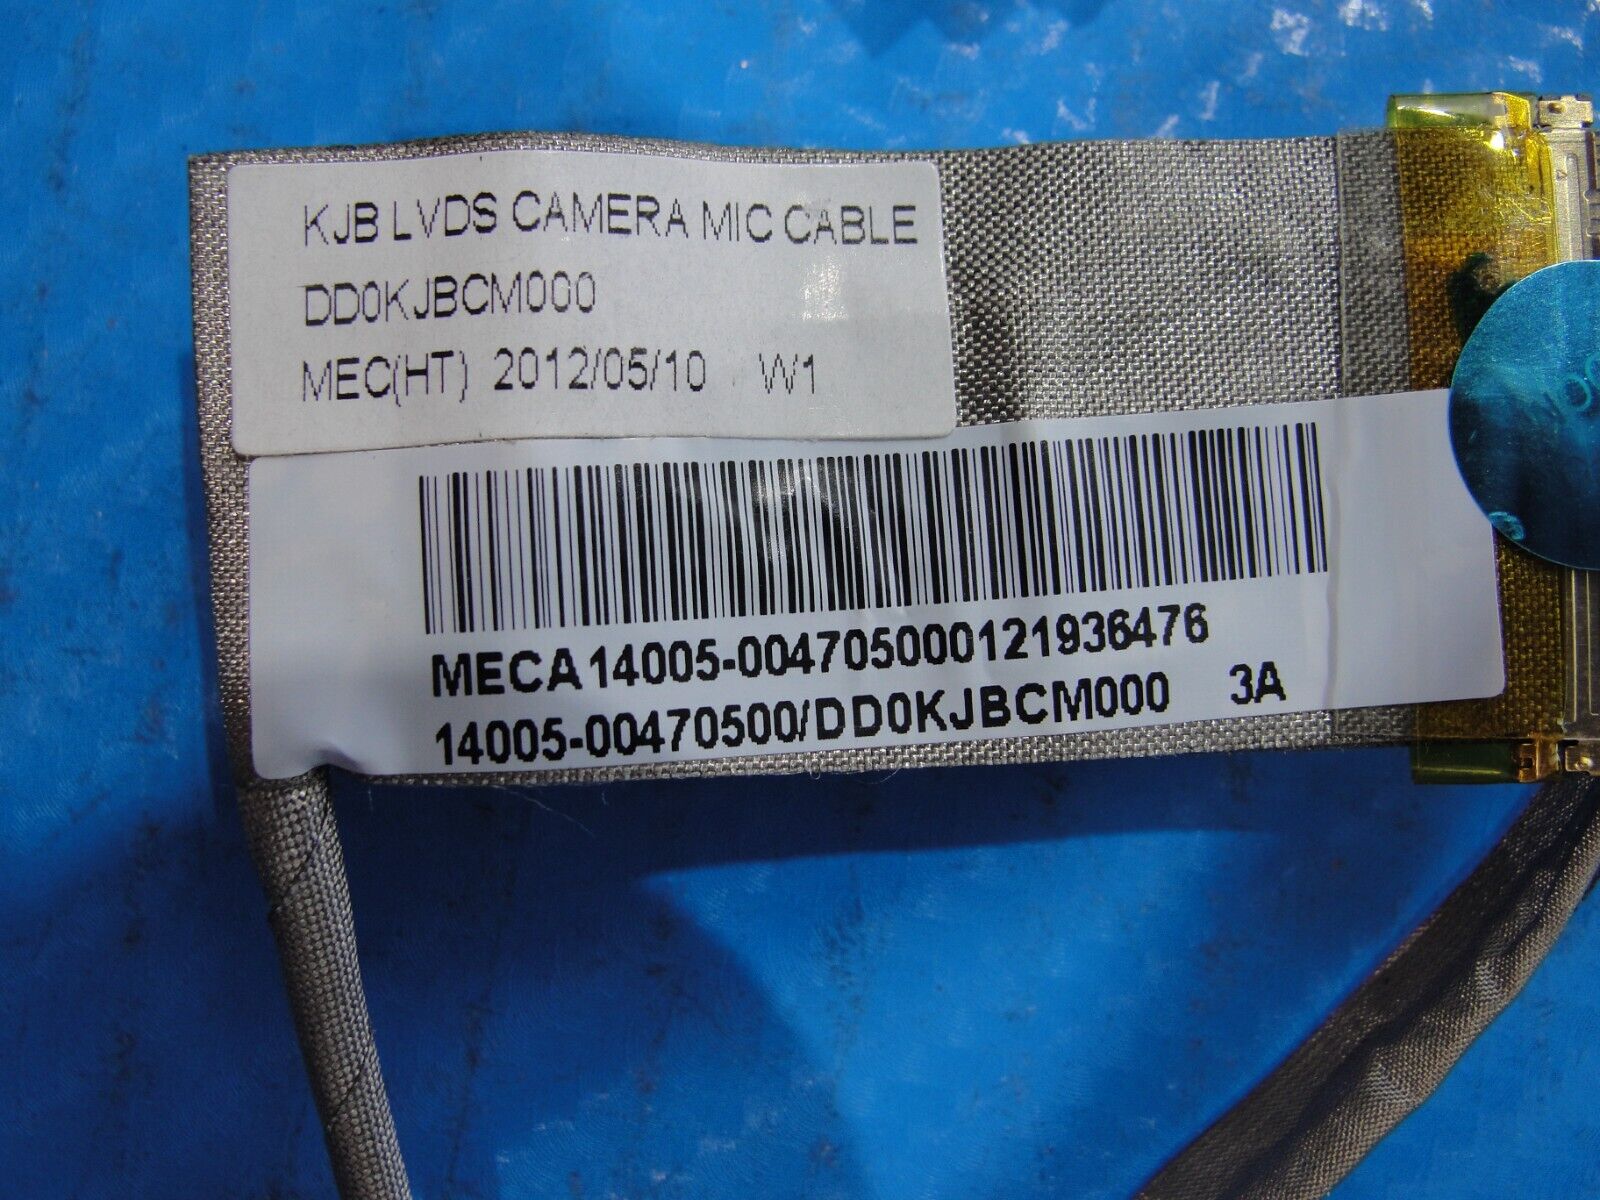 KJB LVDS CAMERA MIC CABLE
DD0KJBCM000
MEC(HT) 2012/05/10 W1
MECA14005-004705000121936476
14005-00470500/DD0KJBCM000 3A